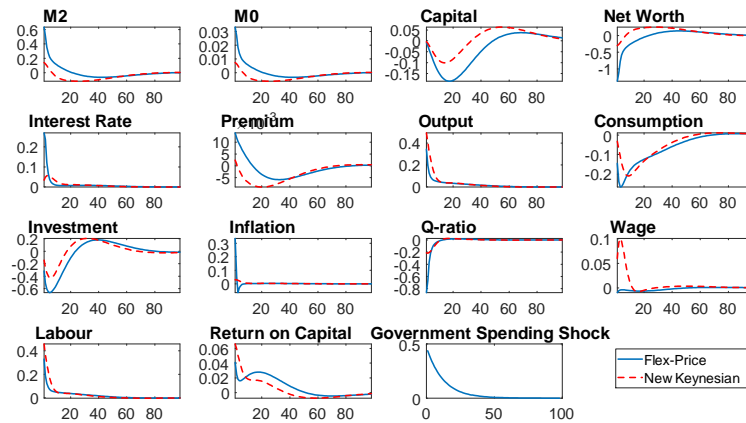 M2 M0 Capital Net Worth
0.6 0.4 0.2 0
0.03 0.02 0.01 0
0.05 0 -0.05 -0.1 -0.15
0 -0.5 -1
20 40 60 80 20 40 60 80 20 40 60 80 20 40 60 80
Interest Rate Premium Output Consumption
0.2 0.1 0
10 5 0 -5
0.4 0.2 0
0 -0.1 -0.2
20 40 60 80 20 40 60 80 20 40 60 80 20 40 60 80
Investment Inflation Q-ratio Wage
0.2 0 -0.2 -0.4 -0.6
0.3 0.2 0.1 0
0 -0.2 -0.4 -0.6 -0.8
0.1 0.05 0
20 40 60 80 20 40 60 80 20 40 60 80 20 40 60 80
Labour Return on Capital Government Spending Shock
0.4 0.2 0
0.06 0.04 0.02 0
0.5 0
Flex-Price
New Keynesian
20 40 60 80 20 40 60 80 0 50 100